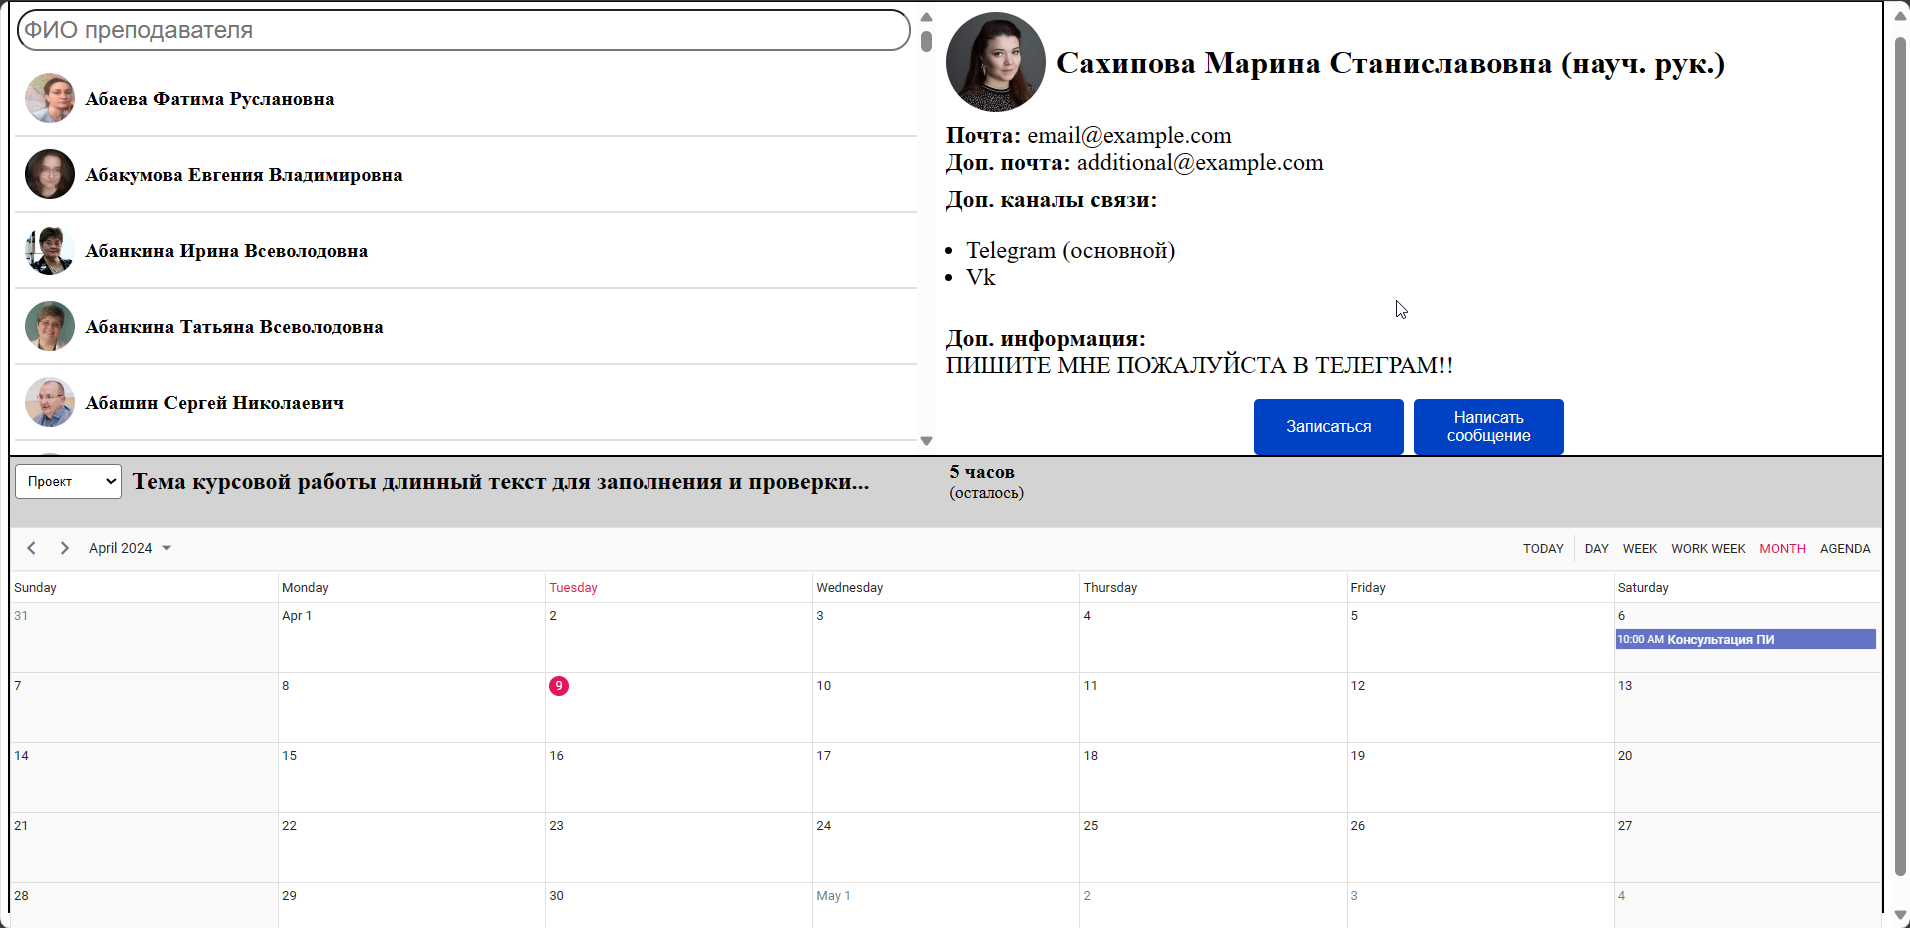 ФИО преподавателя
Абаева Фатима Руслановна
Абакумова Евгения Владимировна
Абанкина Ирина Всеволодовна
Абанкина Татьяна Всеволодовна
Абашин Сергей Николаевич
Сахипова Марина Станиславовна (науч. рук.)
Почта: email@example.com
Доп. почта: additional@example.com
Доп. каналы связи:
Telegram (основной)
Vk
Доп. информация:
ПИШИТЕ МНЕ ПОЖАЛУЙСТА В ТЕЛЕГРАМ!!
Записаться
Написать
сообщение
Проект
Тема курсовой работы длинный текст для заполнения и проверки...
5 часов
(осталось)
April 2024
TODAY DAY WEEK WORK WEEK MONTH AGENDA
Sunday Monday Tuesday Wednesday Thursday Friday Saturday
31 Apr 1 2 3 4 5 6
10:00 AM Консультация ПИ
7 8 9 10 11 12 13
14 15 16 17 18 19 20
21 22 23 24 25 26 27
28 29 30 May 1 2 3 4